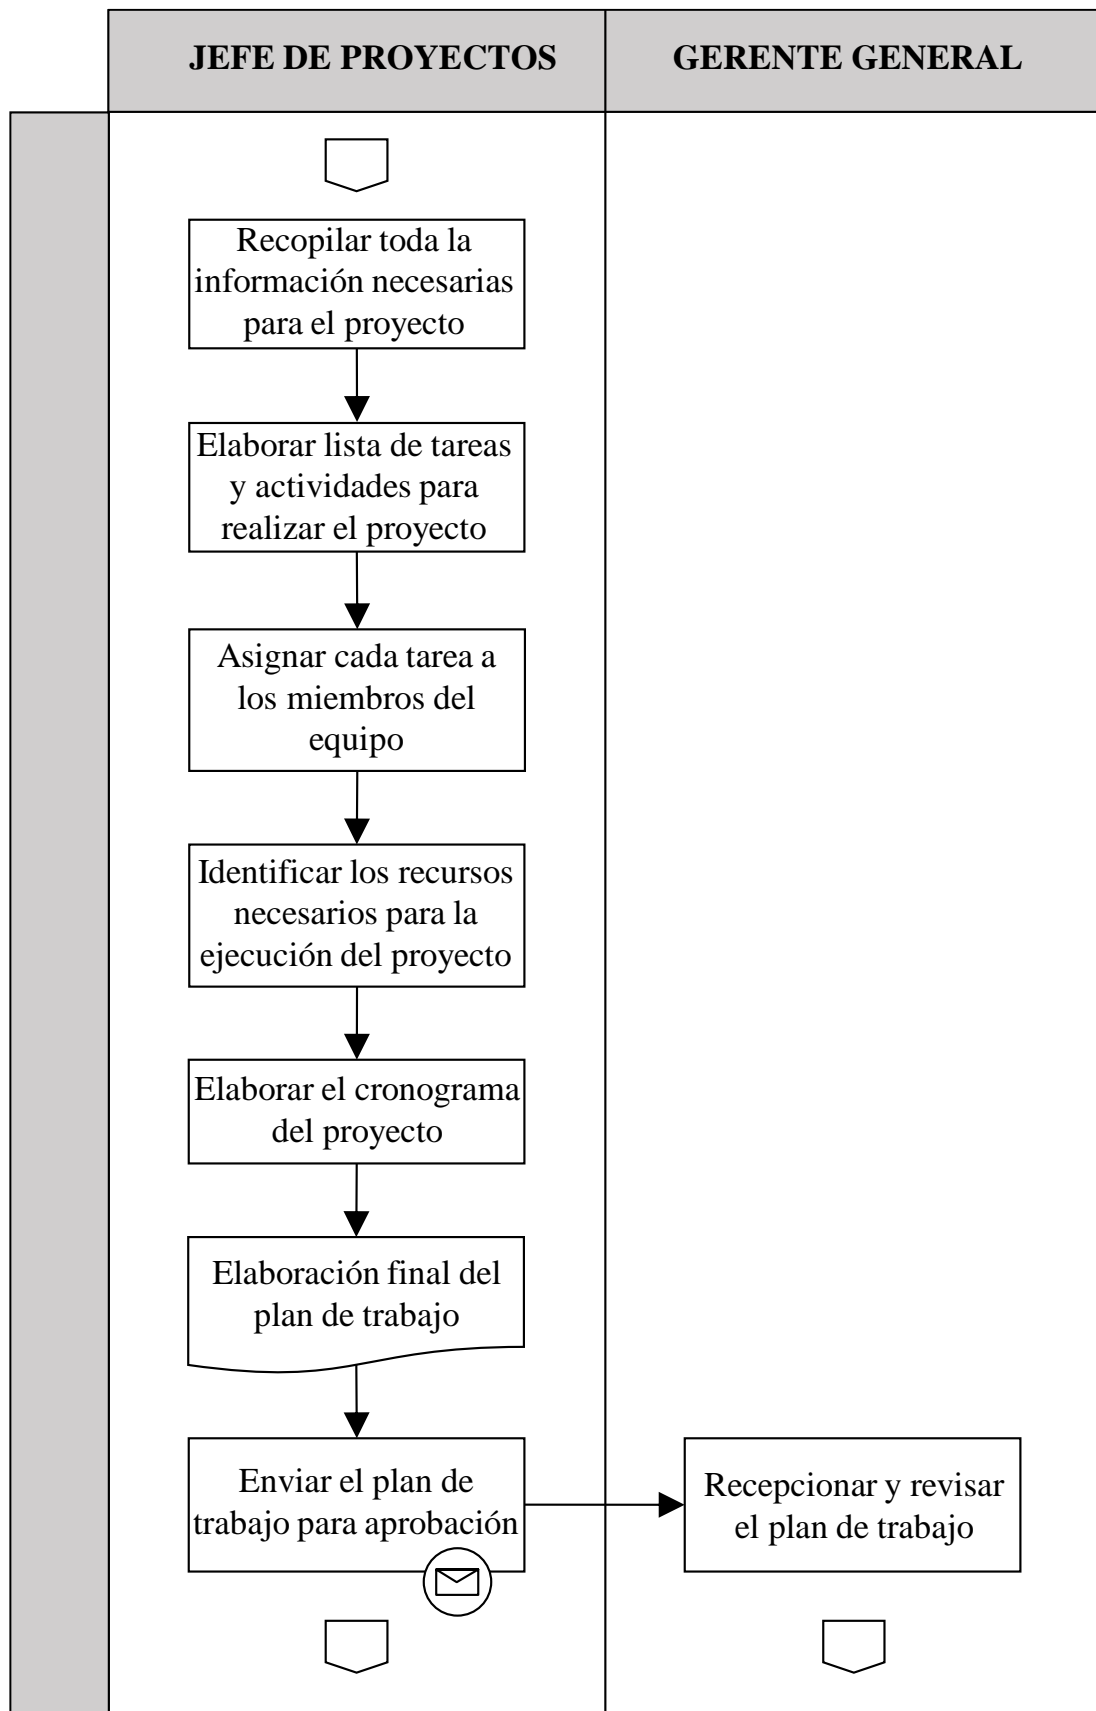 JEFE DE PROYECTOS
GERENTE GENERAL
Recopilar toda la
información necesarias
para el proyecto
Elaborar lista de tareas
y actividades para
realizar el proyecto
Asignar cada tarea a
los miembros del
equipo
Identificar los recursos
necesarios para la
ejecución del proyecto
Elaborar el cronograma
del proyecto
Elaboración final del
plan de trabajo
Enviar el plan de
trabajo para aprobación
Recepcionar y revisar
el plan de trabajo